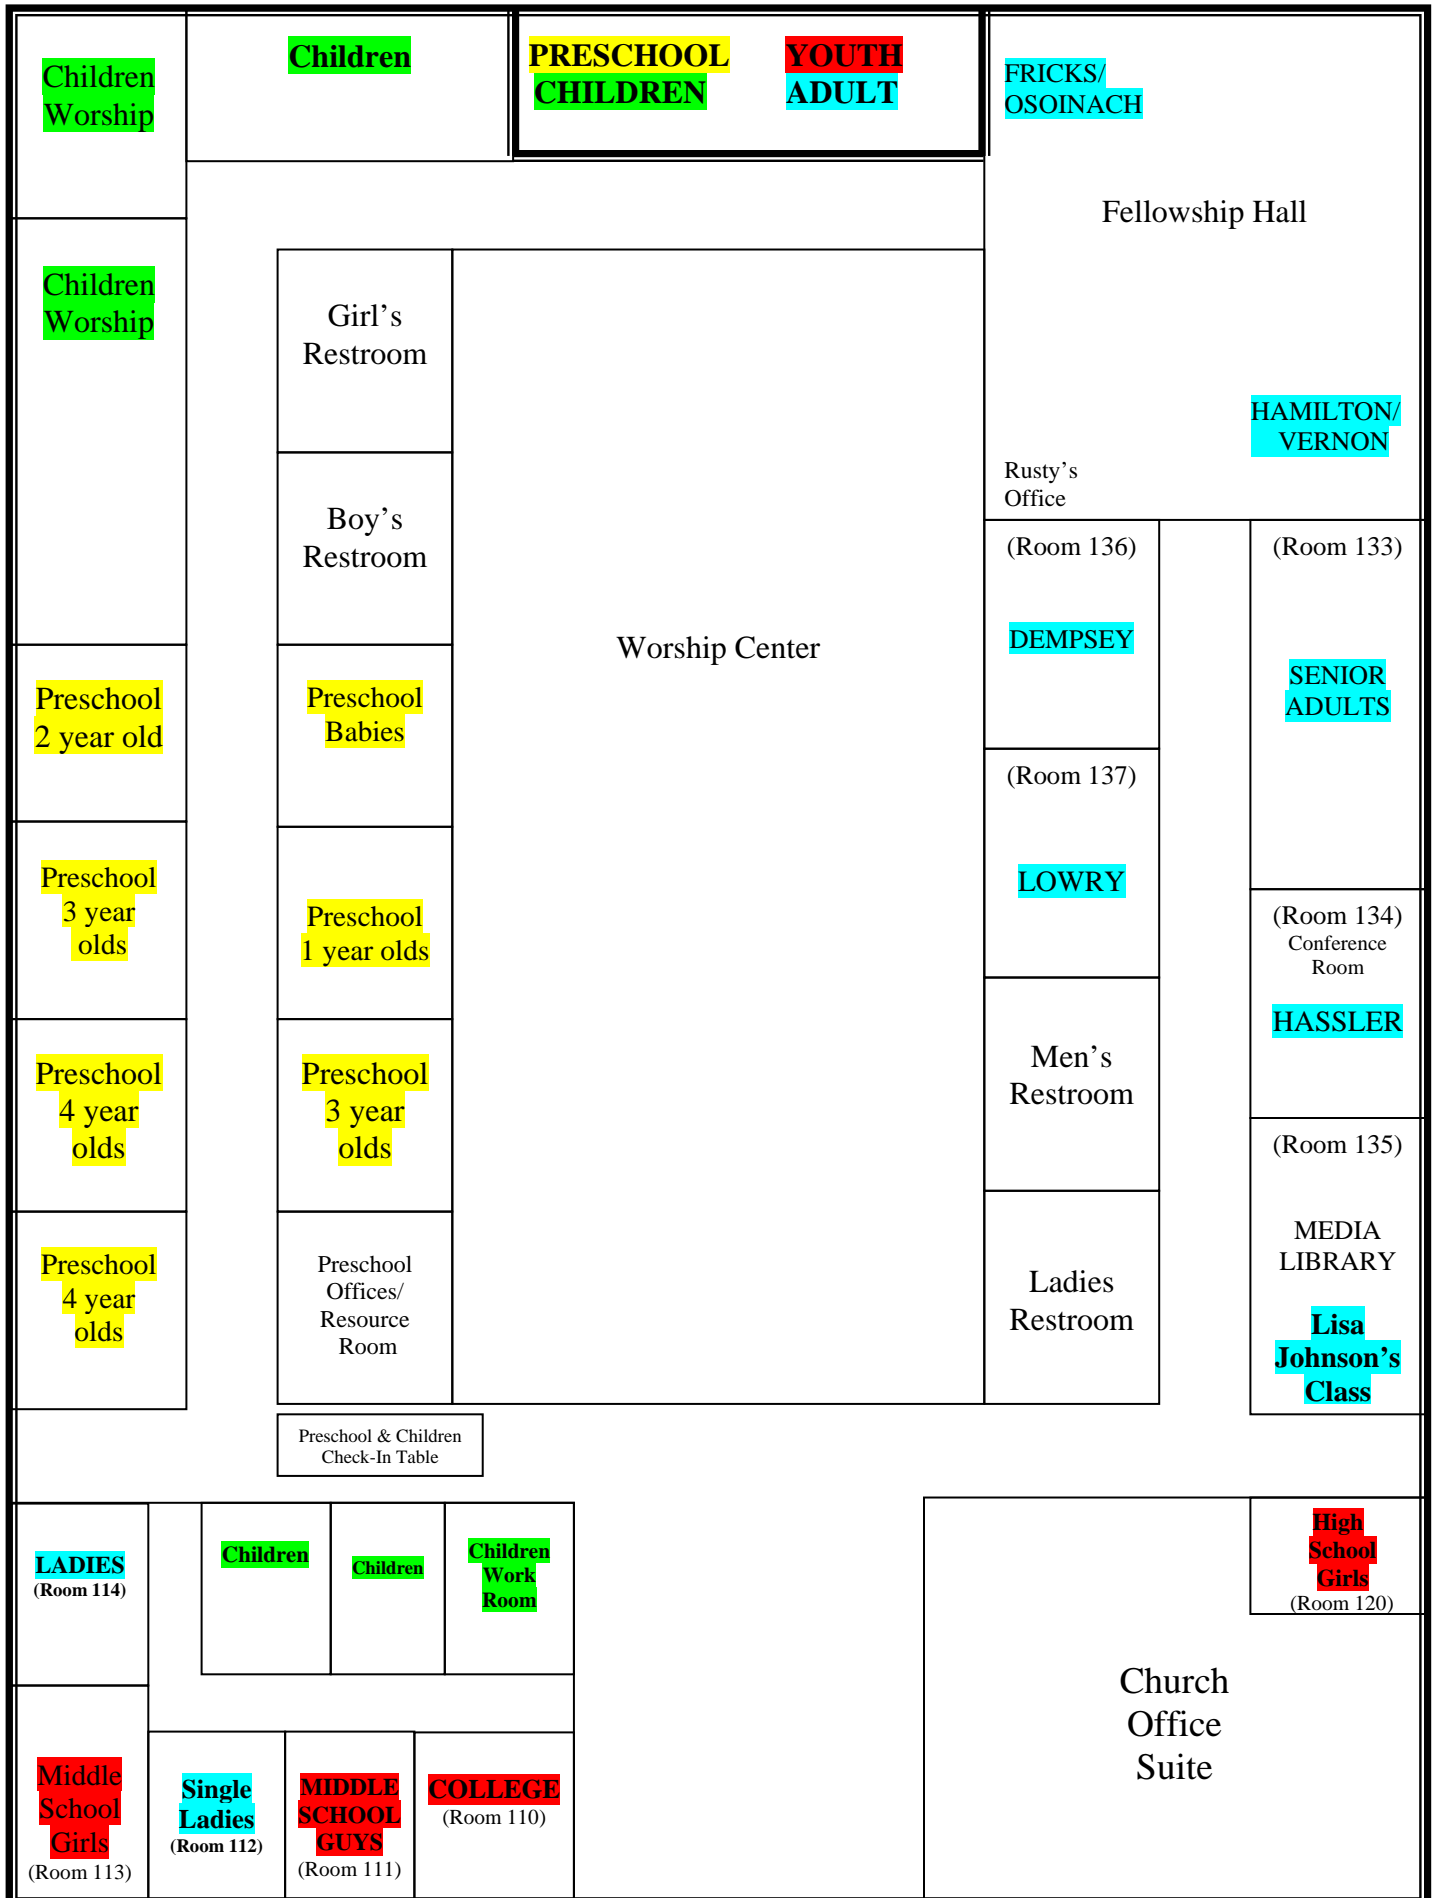 Children
Worship
Children
PRESCHOOL YOUTH
CHILDREN ADULT
FRICKS/
OSOINACH
Fellowship Hall
HAMILTON/
VERNON
Rusty’s
Office
Children
Worship
Girl’s
Restroom
Boy’s
Restroom
Worship Center
(Room 136)
DEMPSEY
(Room 133)
SENIOR
ADULTS
Preschool
2 year old
Preschool
Babies
(Room 137)
LOWRY
Preschool
3 year
olds
Preschool
1 year olds
(Room 134)
Conference
Room
HASSLER
Preschool
4 year
olds
Preschool
3 year
olds
Men’s
Restroom
(Room 135)
MEDIA
LIBRARY
Lisa
Johnson’s
Class
Preschool
4 year
olds
Preschool
Offices/
Resource
Room
Ladies
Restroom
Preschool & Children
Check-In Table
LADIES
(Room 114)
Children
Children
Children
Work
Room
High
School
Girls
(Room 120)
Church
Office
Suite
Middle
School
Girls
(Room 113)
Single
Ladies
(Room 112)
MIDDLE
SCHOOL
GUYS
(Room 111)
COLLEGE
(Room 110)